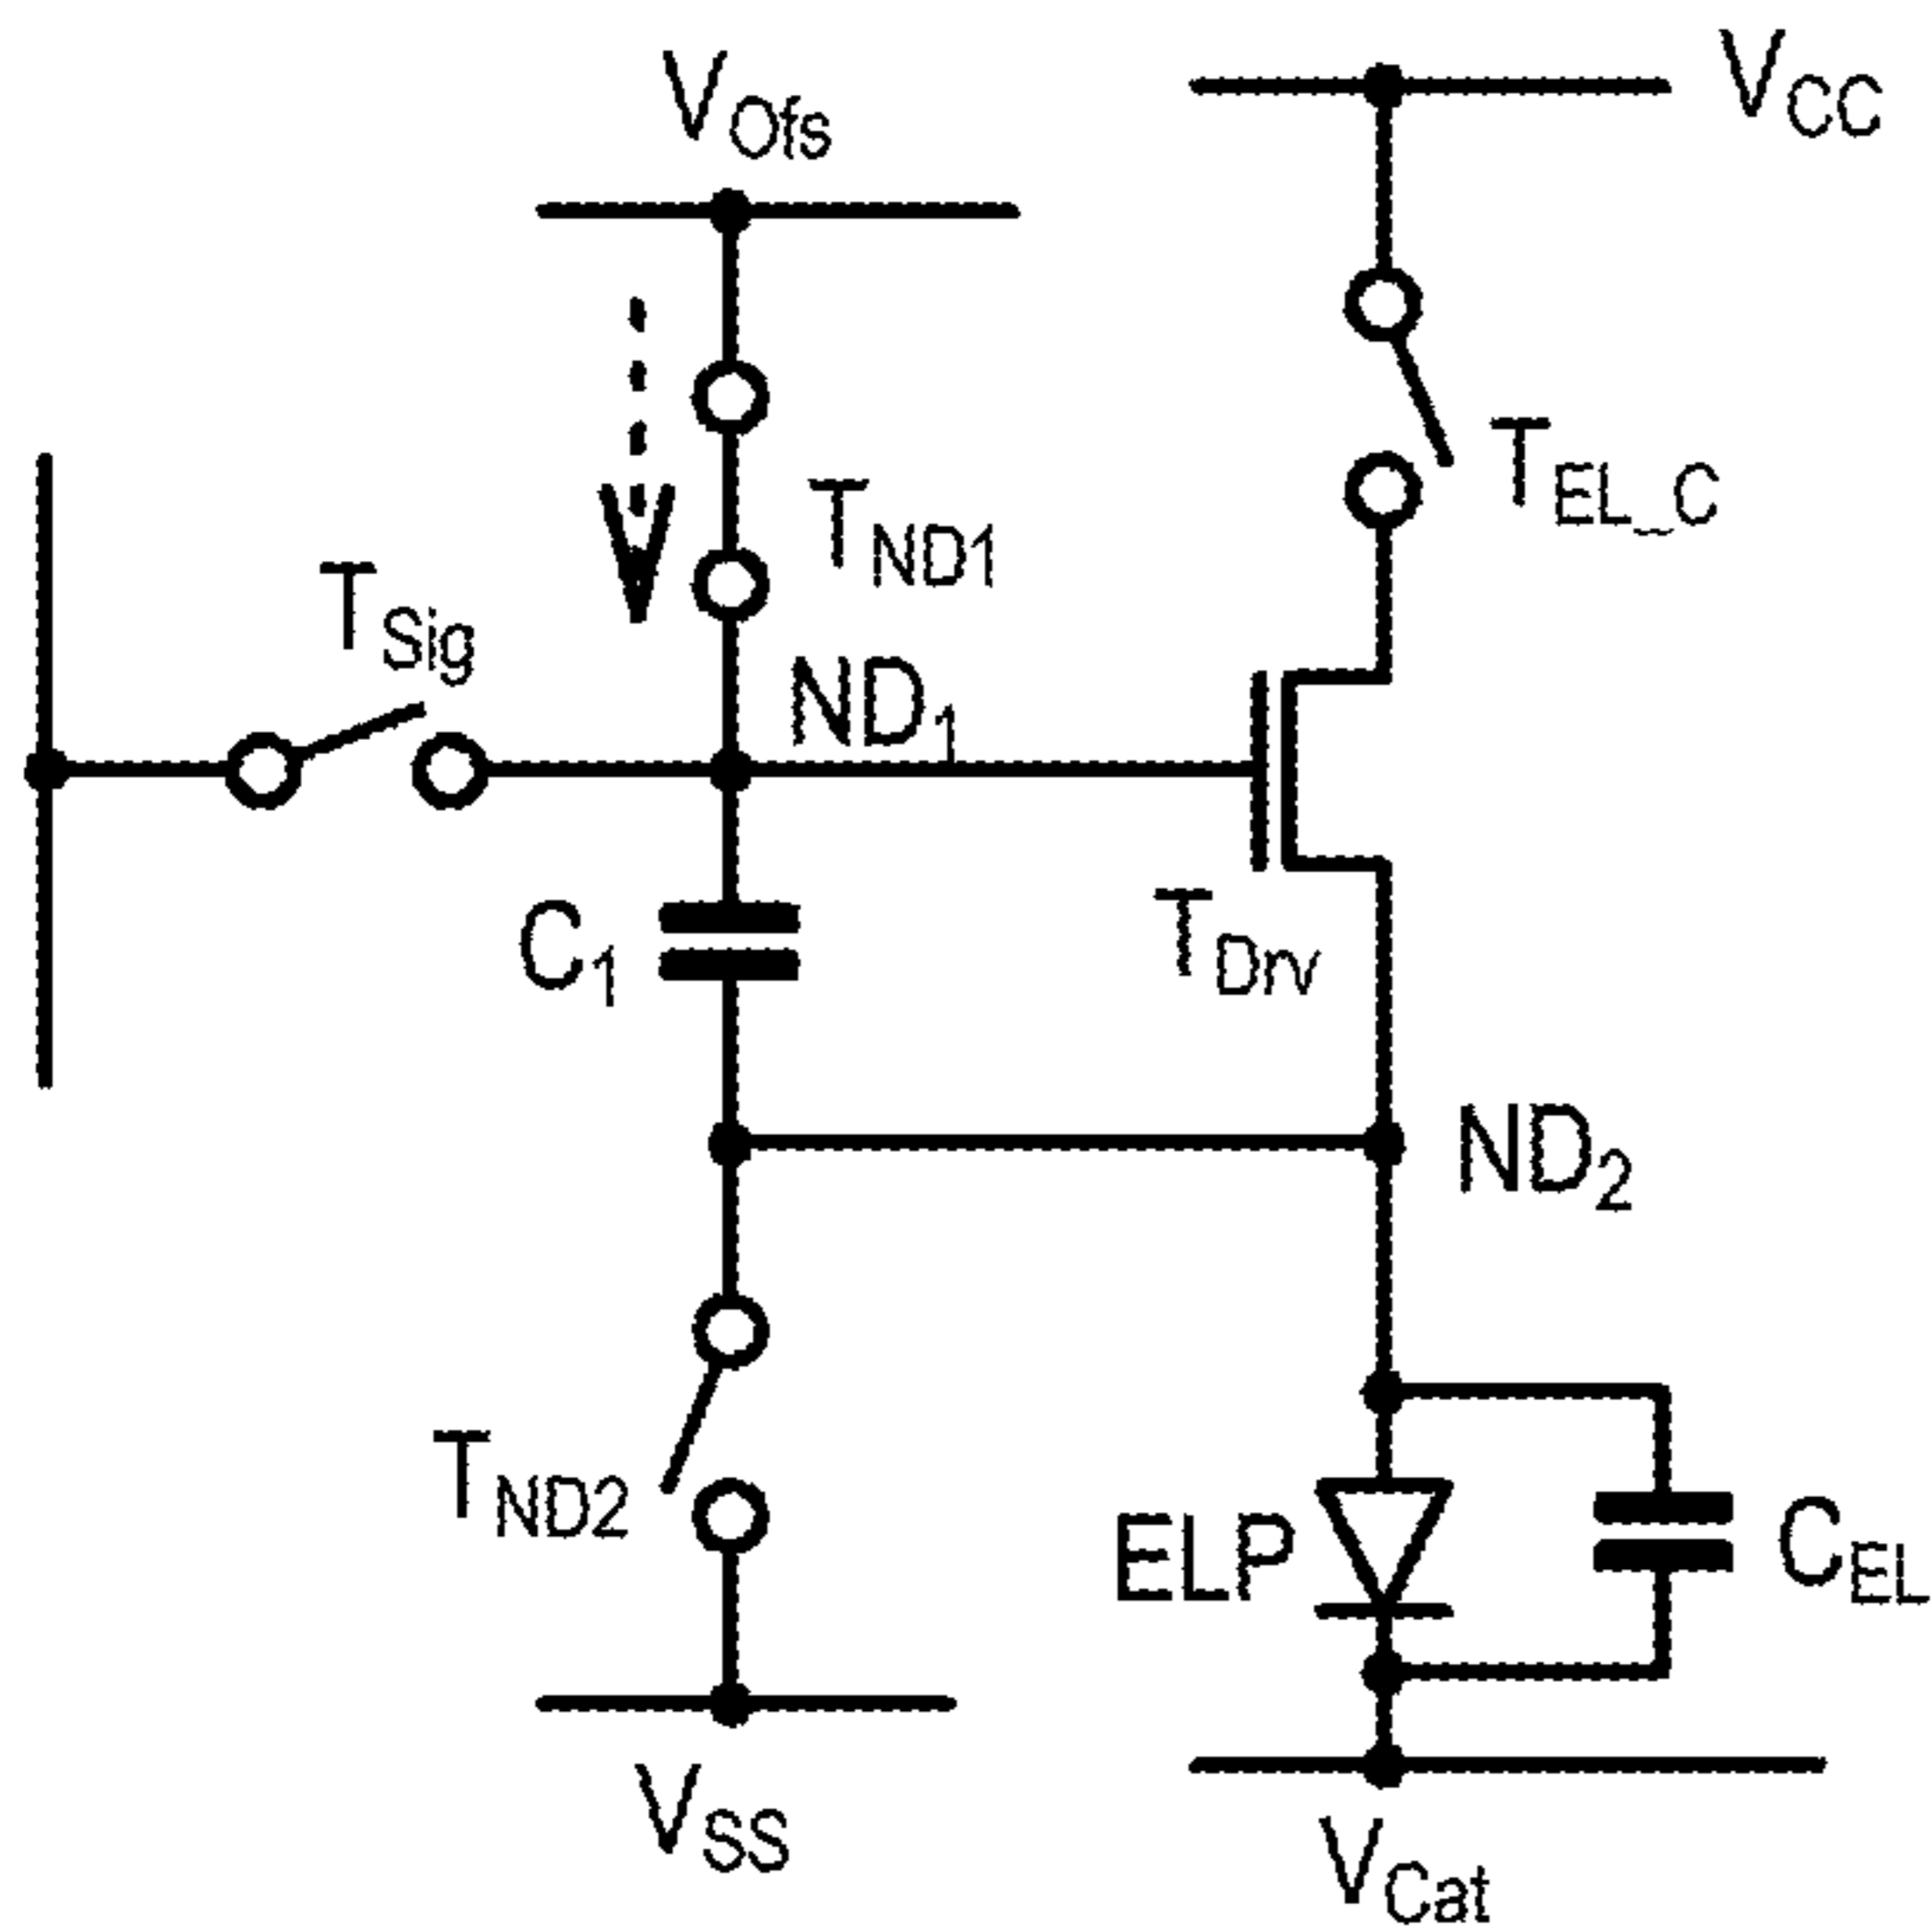 V_Ofs
V_CC
T_EL_C
T_ND1
T_Sig
ND_1
C_1
T_Drv
ND_2
T_ND2
ELP
C_EL
V_SS
V_Cat